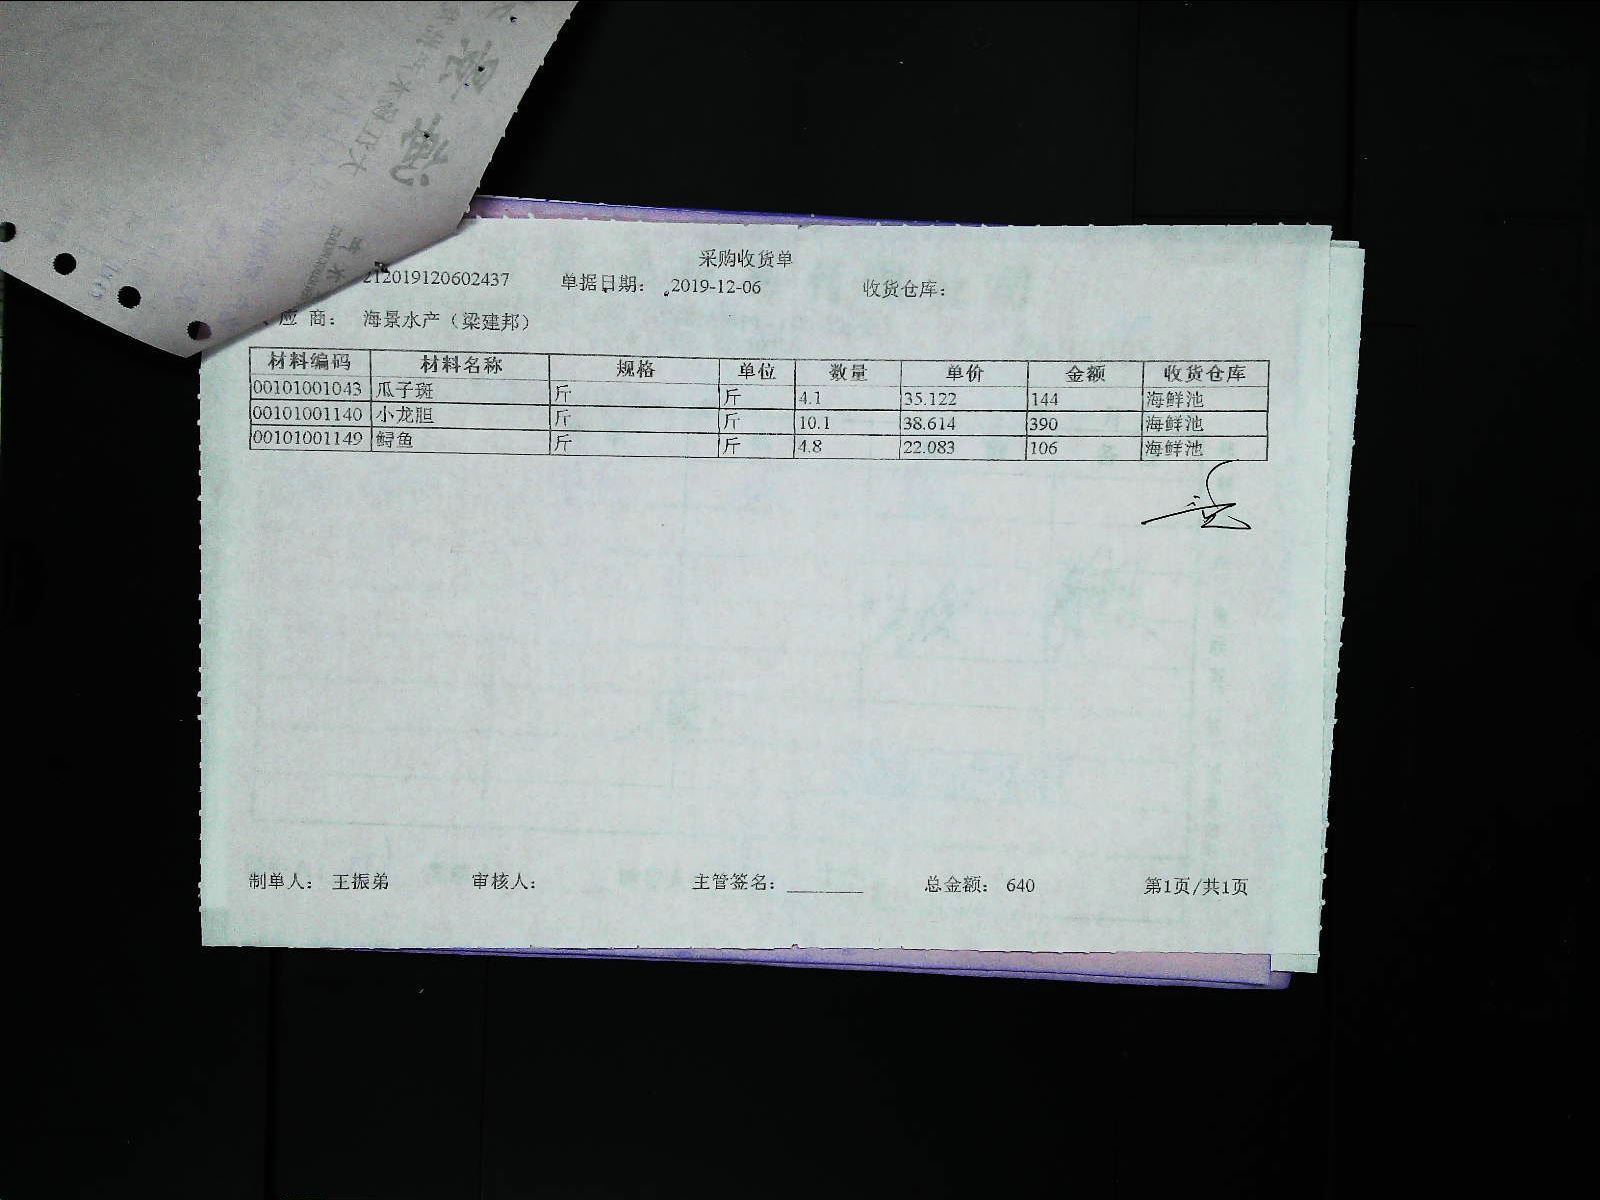 采购收货单
212019120602437 单据日期： 2019-12-06 收货仓库：
应 商： 海景水产（梁建邦）
材料编码 材料名称 规格 单位 数量 单价 金额 收货仓库
00101001043 瓜子斑 斤 斤 4.1 35.122 144 海鲜池
00101001140 小龙胆 斤 斤 10.1 38.614 390 海鲜池
00101001149 鲟鱼 斤 斤 4.8 22.083 106 海鲜池
制单人： 王振弟 审核人： 主管签名： 总金额： 640 第1页/共1页